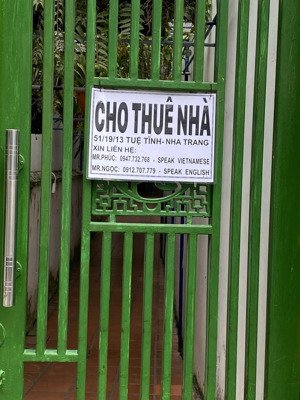 CHO THUÊ NHÀ
51/19/13 TUỆ TĨNH- NHA TRANG
XIN LIÊN HỆ:
MR.PHÚC: 0947.732.768 - SPEAK VIETNAMESE
MR.NGỌC: 0912.707.779 - SPEAK ENGLISH